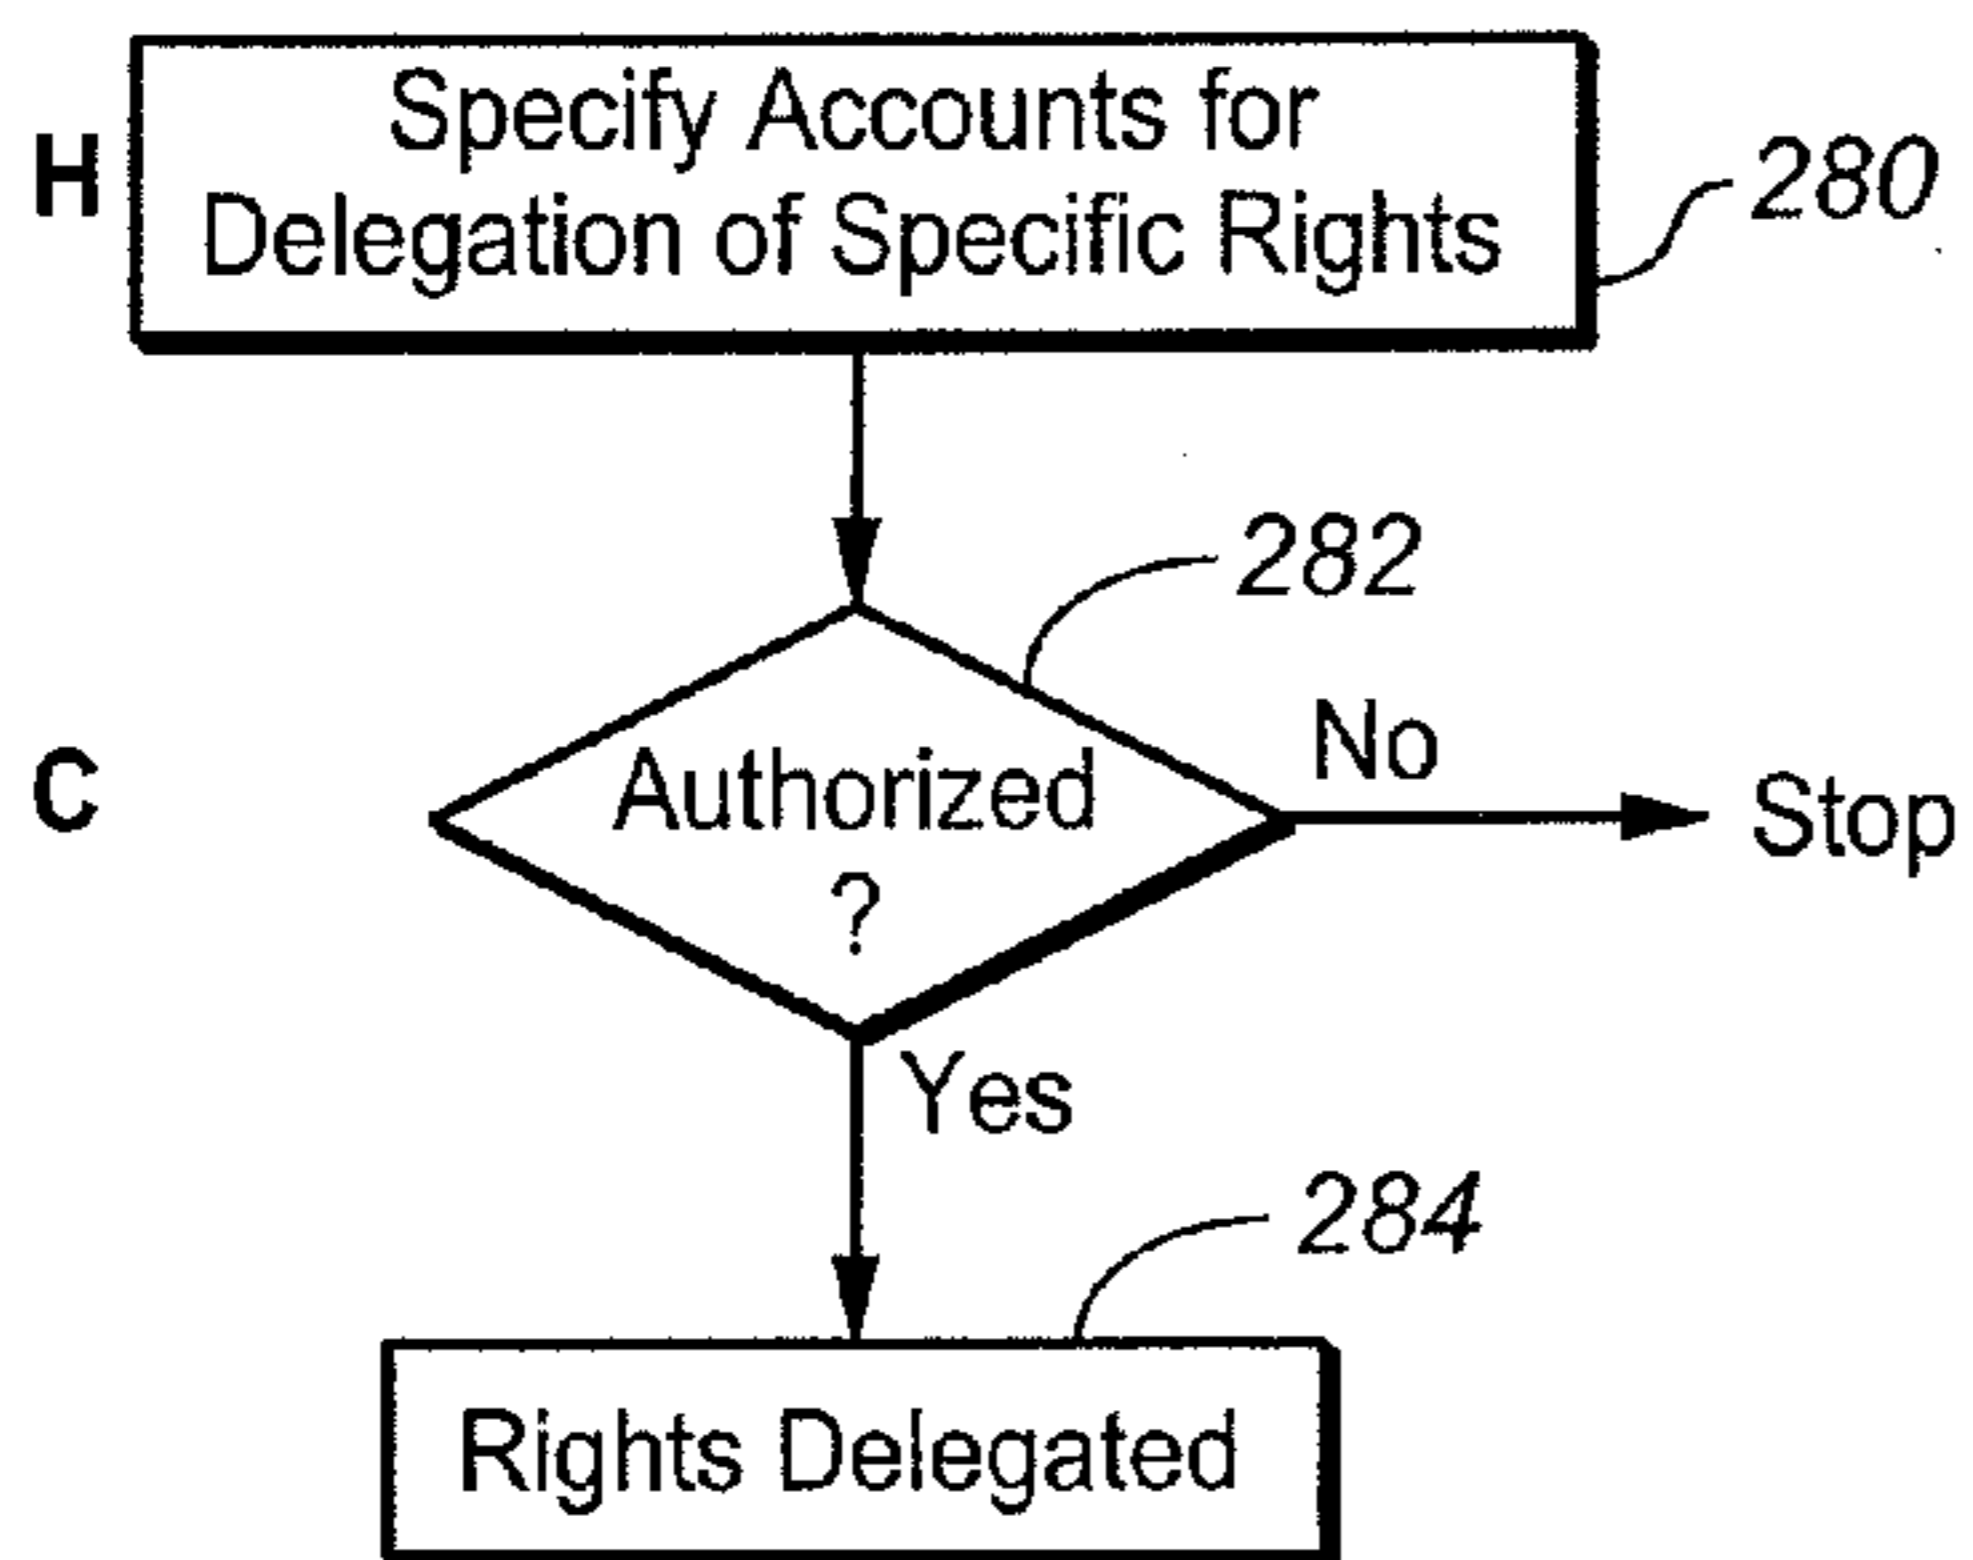 Specify Accounts for
H
Delegation of Specific Rights
280
282
No
C
Authorized
Stop
?
Yes
284
Rights Delegated